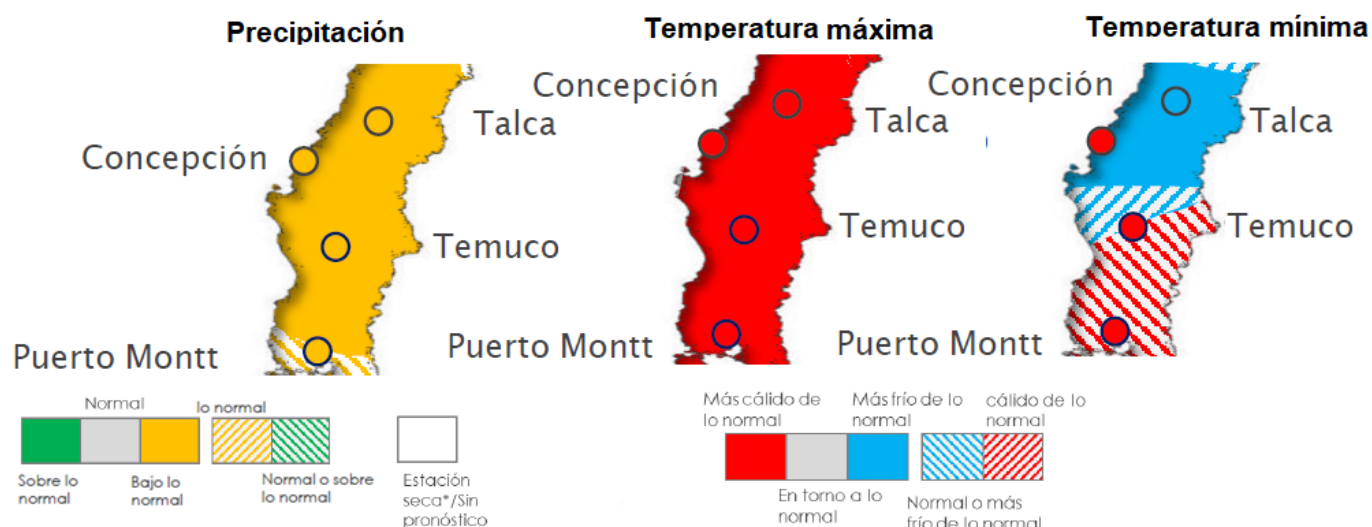 Precipitación
Concepción
Talca
Temuco
Puerto Montt
Normal
lo normal
Sobre lo
normal
Bajo lo
normal
Normal o sobre
lo normal
Estación
seca*/Sin
pronóstico
Temperatura máxima
Concepción
Talca
Temuco
Puerto Montt
Más cálido de
lo normal
Más frío de lo
normal
cálido de lo
normal
En torno a lo
normal
Normal o más
frío de lo normal
Temperatura mínima
Concepción
Talca
Temuco
Puerto Montt